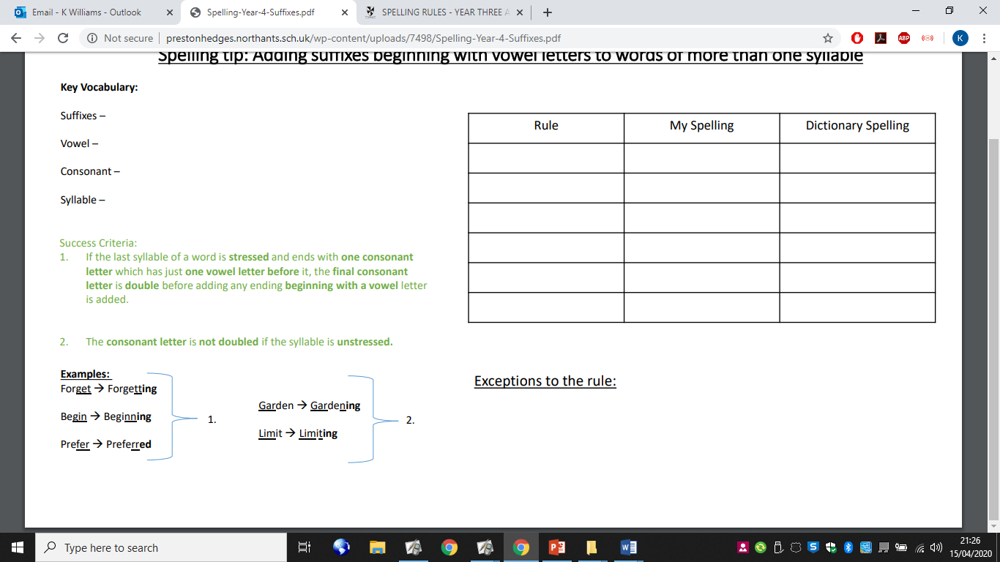 Email - K Williams - Outlook
Spelling-Year-4-Suffixes.pdf
SPELLING RULES - YEAR THREE A
Not secure
prestonhedges.northants.sch.uk/wp-content/uploads/7498/Spelling-Year-4-Suffixes.pdf
ABP
K
Spelling tip: Adding suffixes beginning with vowel letters to words of more than one syllable
Key Vocabulary:
Suffixes –
Vowel –
Consonant –
Syllable –
Rule
My Spelling
Dictionary Spelling
Success Criteria:
1. If the last syllable of a word is stressed and ends with one consonant
letter which has just one vowel letter before it, the final consonant
letter is double before adding any ending beginning with a vowel letter
is added.
2. The consonant letter is not doubled if the syllable is unstressed.
Examples:
Forget → Forgetting
Begin → Beginning
Prefer → Preferred
1.
Garden → Gardening
Limit → Limiting
2.
Exceptions to the rule:
Type here to search
21:26
15/04/2020